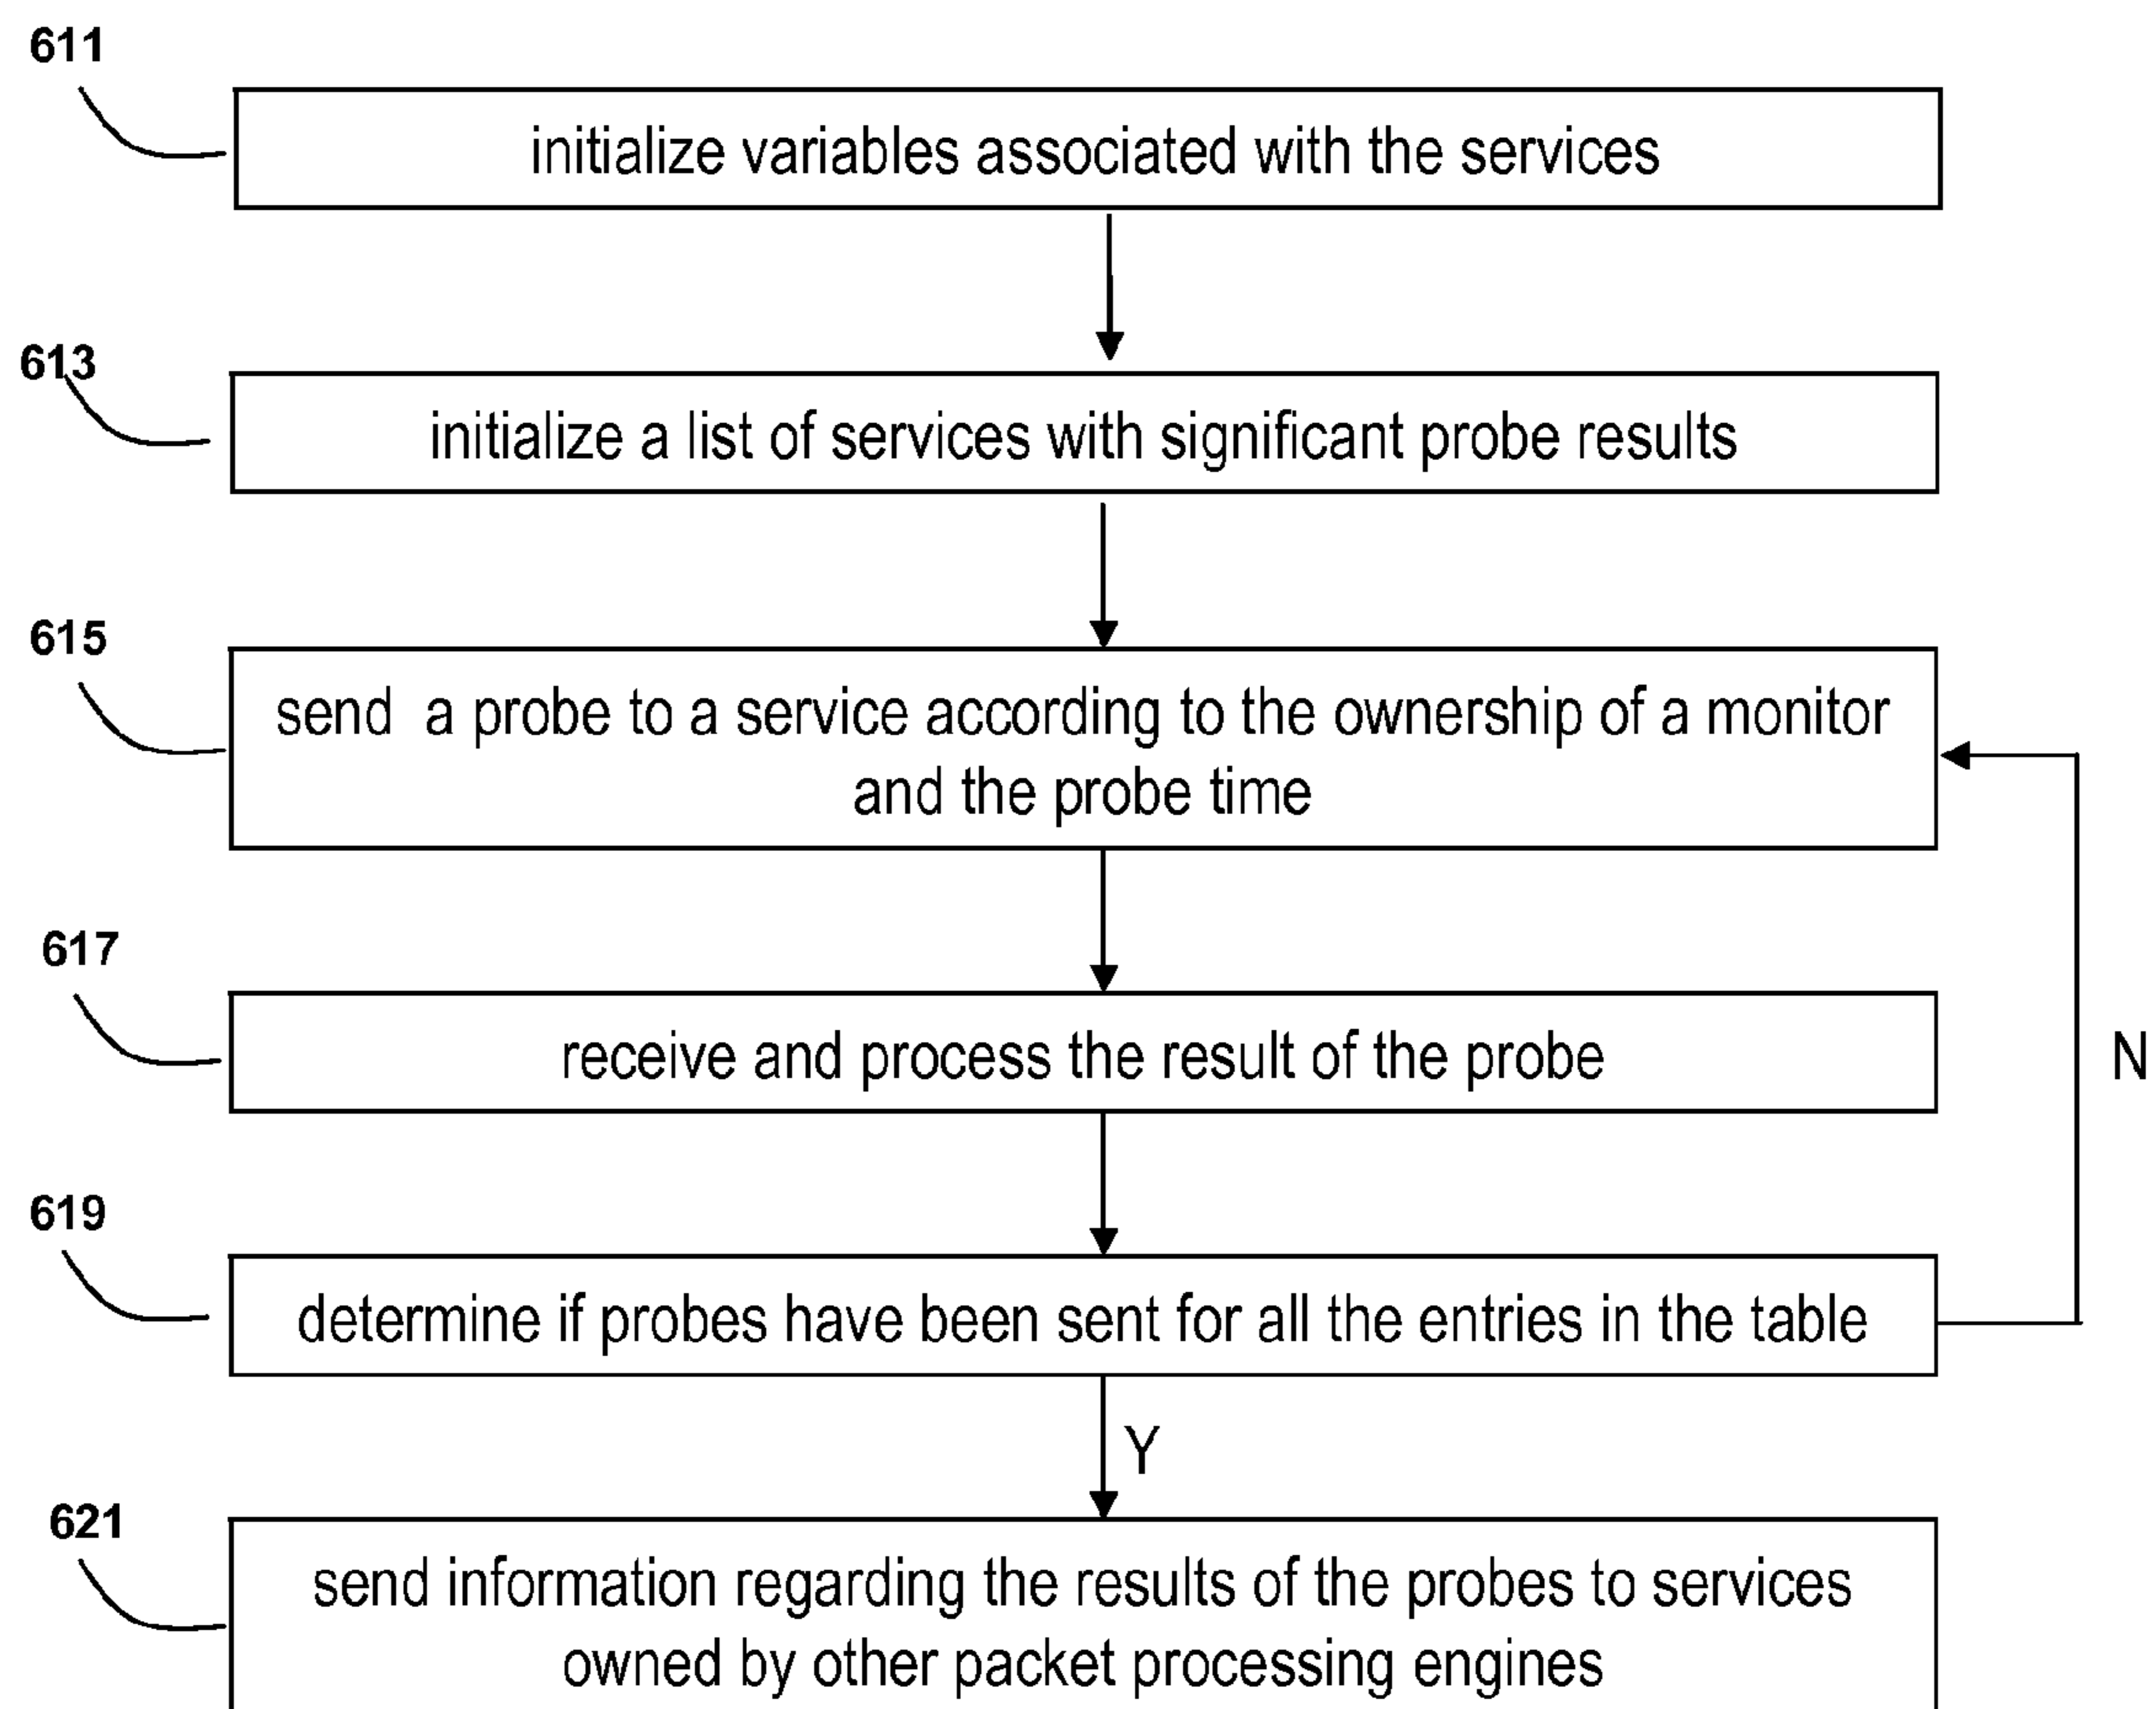 611
initialize variables associated with the services
613
initialize a list of services with significant probe results
615
send a probe to a service according to the ownership of a monitor
and the probe time
617
receive and process the result of the probe
N
619
determine if probes have been sent for all the entries in the table
Y
621
send information regarding the results of the probes to services
owned by other packet processing engines